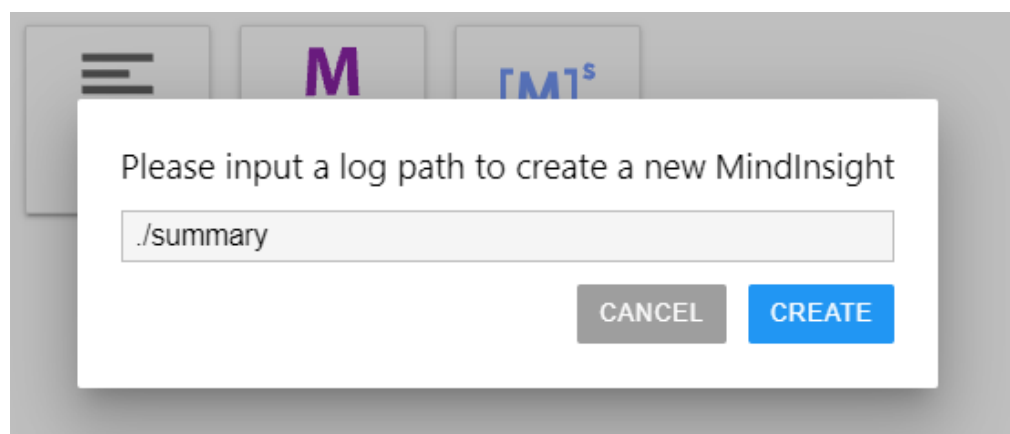 M
[M]s
Please input a log path to create a new MindInsight
./summary
CANCEL
CREATE